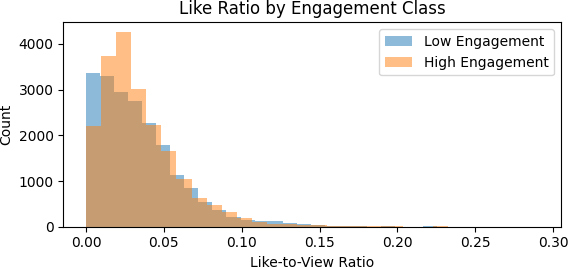 Like Ratio by Engagement Class
Low Engagement
High Engagement
4000
3000
2000
1000
0
Count
0.00 0.05 0.10 0.15 0.20 0.25 0.30
Like-to-View Ratio